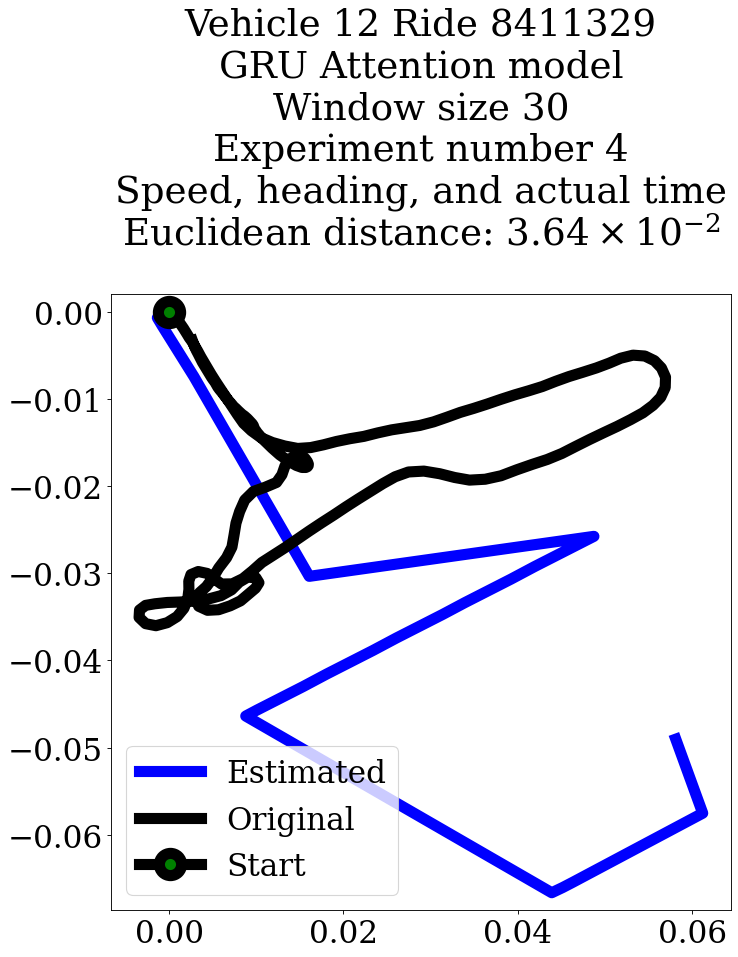 Vehicle 12 Ride 8411329
GRU Attention model
Window size 30
Experiment number 4
Speed, heading, and actual time
Euclidean distance: 3.64 × 10⁻²
0.00
−0.01
−0.02
−0.03
−0.04
−0.05
−0.06
Estimated
Original
Start
0.00 0.02 0.04 0.06